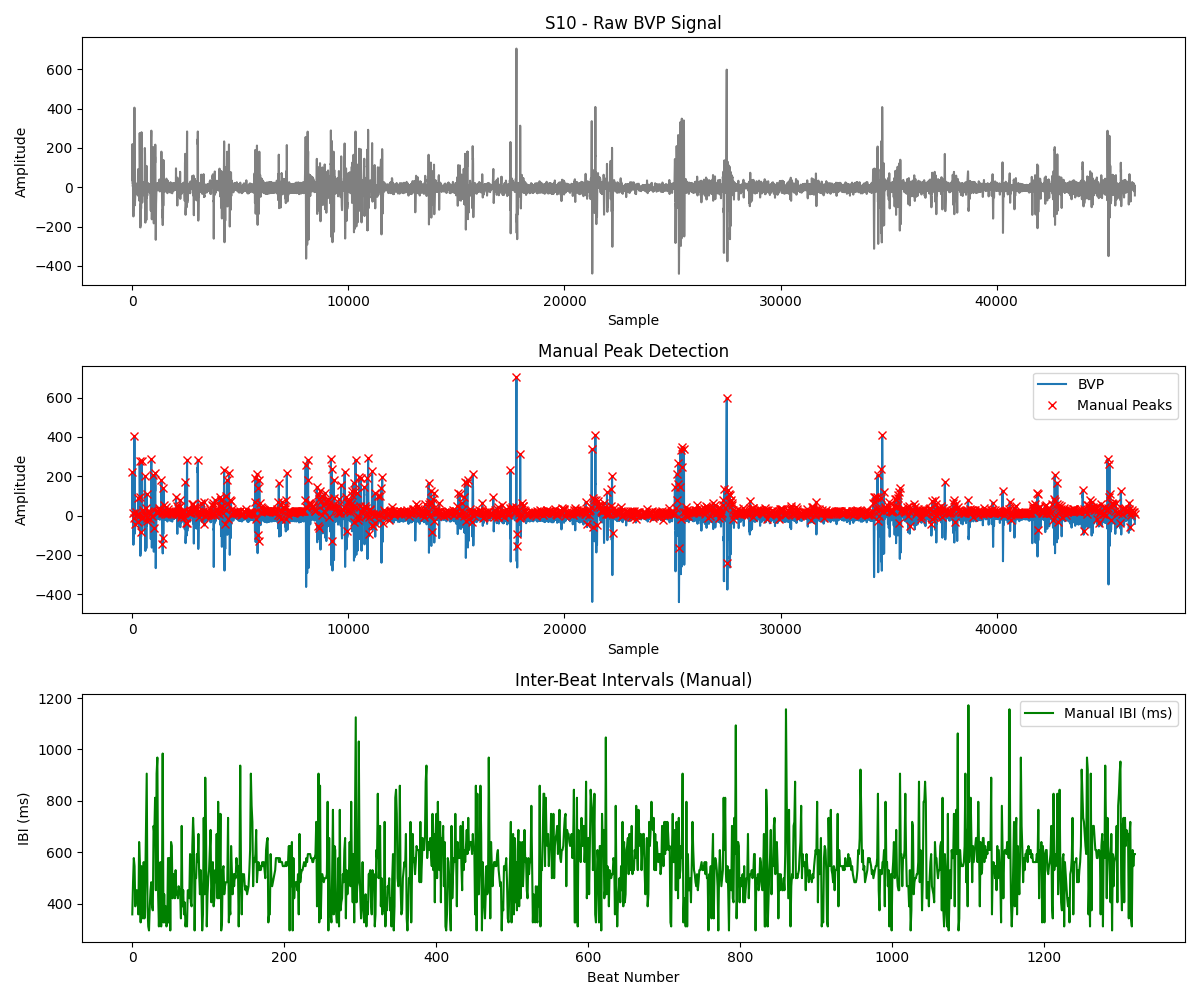 S10 - Raw BVP Signal
600
400
200
0
−200
−400
Amplitude
0 10000 20000 30000 40000
Sample
Manual Peak Detection
BVP
Manual Peaks
600
400
200
0
−200
−400
Amplitude
0 10000 20000 30000 40000
Sample
Inter-Beat Intervals (Manual)
Manual IBI (ms)
1200
1000
800
600
400
IBI (ms)
0 200 400 600 800 1000 1200
Beat Number